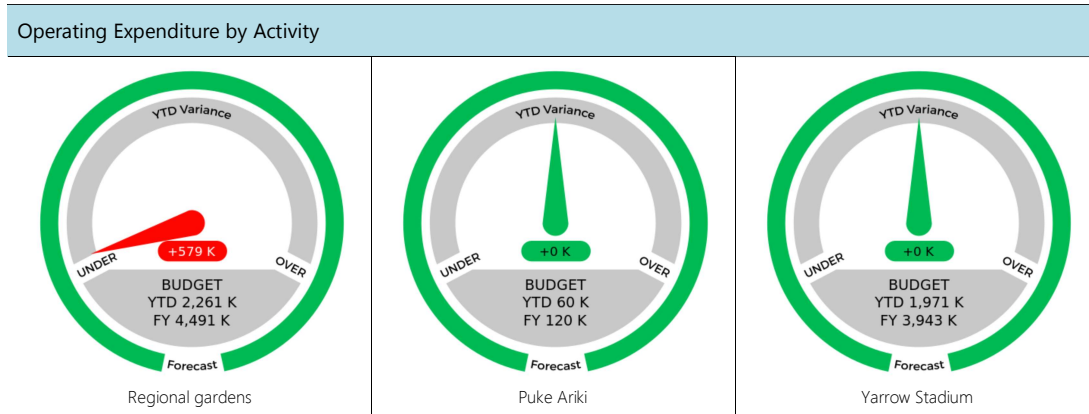 Operating Expenditure by Activity
YTD Variance
+579 K
UNDER
OVER
BUDGET
YTD 2,261 K
FY 4,491 K
Forecast
Regional gardens
YTD Variance
+0 K
UNDER
OVER
BUDGET
YTD 60 K
FY 120 K
Forecast
Puke Ariki
YTD Variance
+0 K
UNDER
OVER
BUDGET
YTD 1,971 K
FY 3,943 K
Forecast
Yarrow Stadium